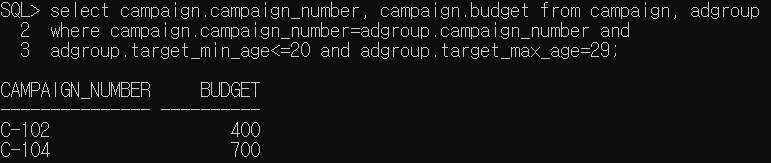 SQL> select campaign.campaign_number, campaign.budget from campaign, adgroup
  2  where campaign.campaign_number=adgroup.campaign_number and
  3  adgroup.target_min_age<=20 and adgroup.target_max_age=29;
CAMPAIGN_NUMBER     BUDGET
--------------- ----------
C-102                  400
C-104                  700